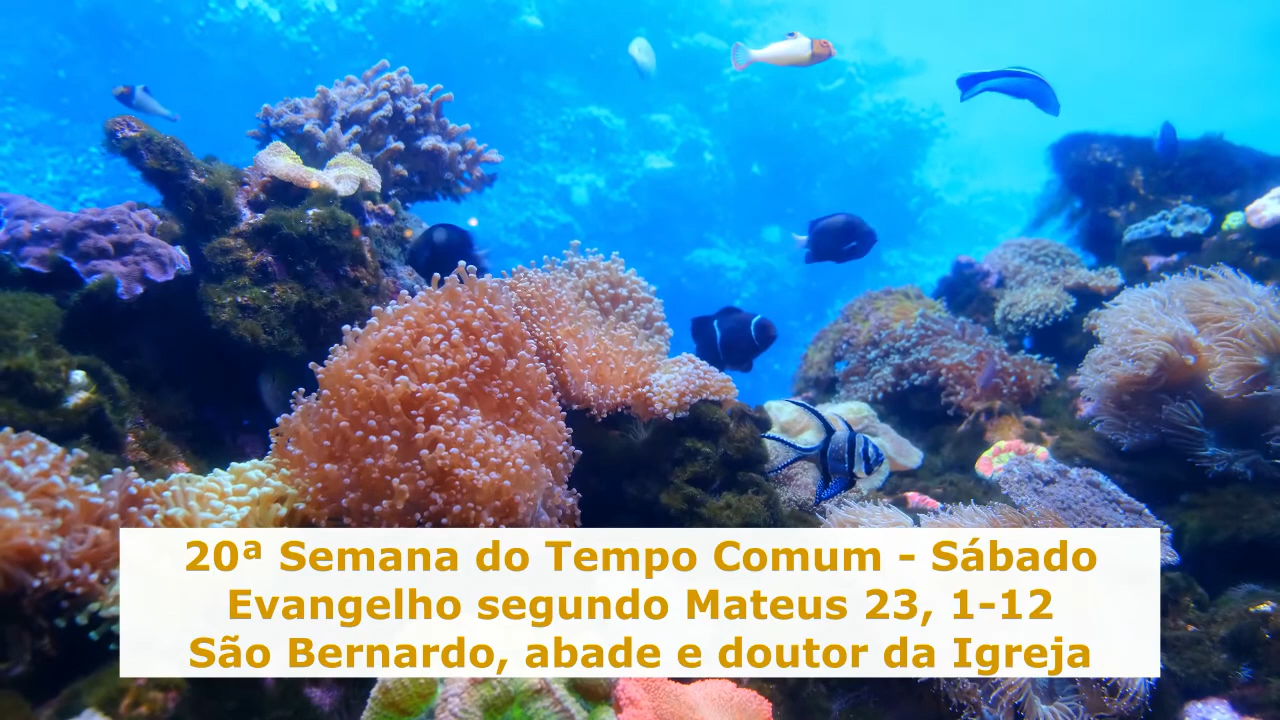 20ª Semana do Tempo Comum - Sábado
Evangelho segundo Mateus 23, 1-12
São Bernardo, abade e doutor da Igreja